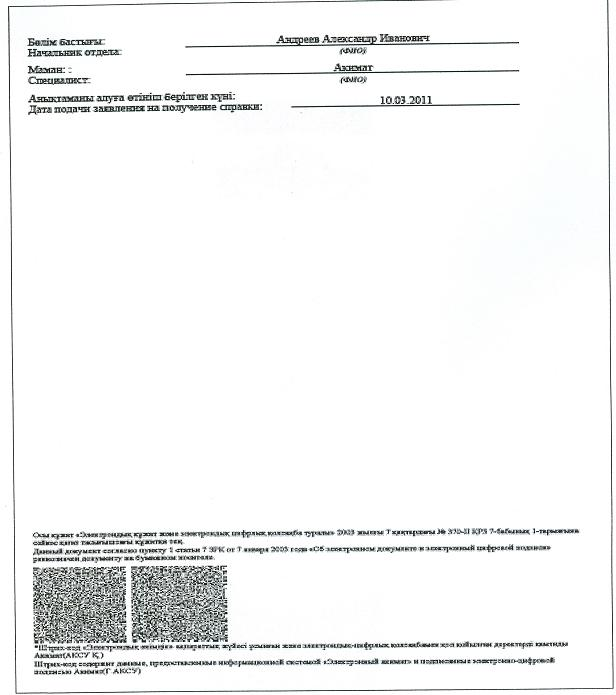 Бөлім бастығы: Андреев Александр Иванович
Начальник отдела: (ФИО)
Маман: : Акимат
Специалист: (ФИО)
Анықтаманы алуға өтініш берілген күні:
Дата подачи заявления на получение справки: 10.03.2011
Осы құжат «Электрондық құжат және электрондық цифрлық қолтаңба туралы» 2003 жылғы 7 қаңтардағы № 370-II ҚРЗ 7-бабының 1-тармағына
сәйкес қағаз тасығыштағы құжатқа тең.
Данный документ согласно пункту 1 статьи 7 ЗРК от 7 января 2003 года «Об электронном документе и электронной цифровой подписи»
равнозначен документу на бумажном носителе.
*Штрих-код «Электрондық әкімдік» ақпараттық жүйесі ұсынған және электрондық-цифрлық қолтаңбамен қол қойылған деректерді қамтиды
Акимат(АКСУ Қ.)
Штрих-код содержит данные, предоставленные информационной системой «Электронный акимат» и подписанные электронно-цифровой
подписью Акимат(Г.АКСУ)